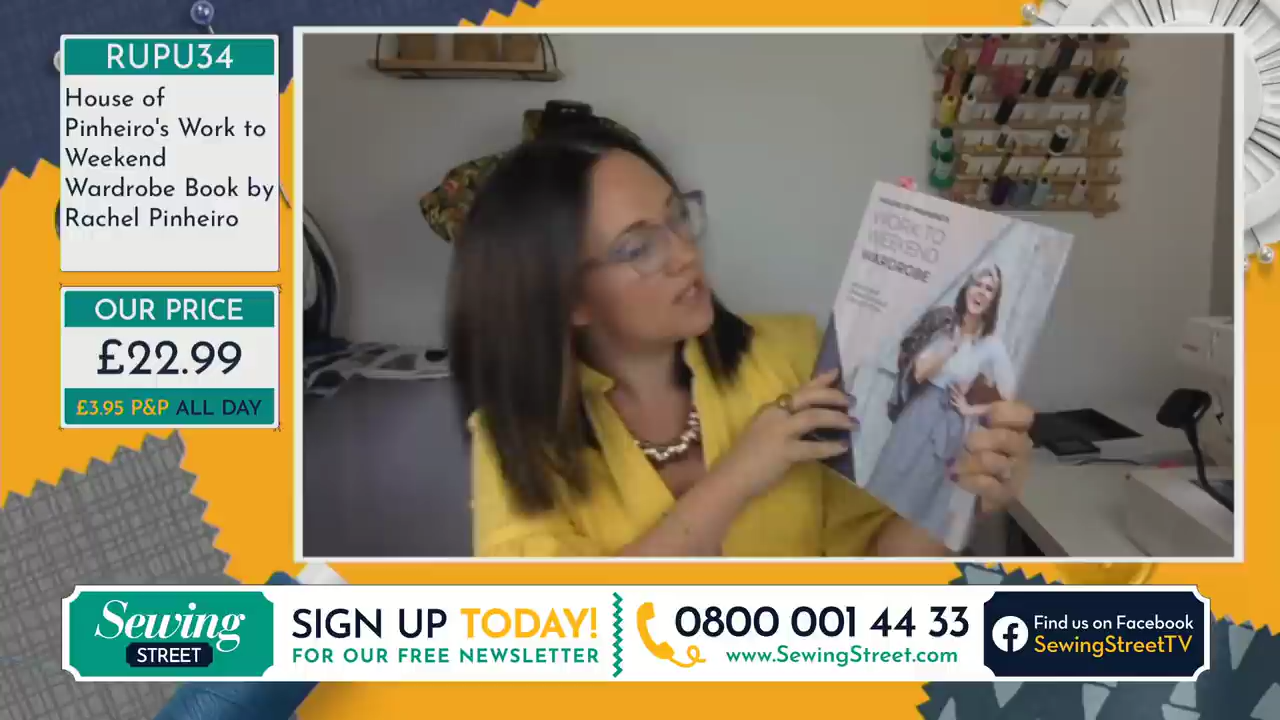 RUPU34
House of
Pinheiro's Work to
Weekend
Wardrobe Book by
Rachel Pinheiro
OUR PRICE
£22.99
£3.95 P&P ALL DAY
WORK TO
WEEKEND
WARDROBE
Sewing
STREET
SIGN UP TODAY!
FOR OUR FREE NEWSLETTER
0800 001 44 33
www.SewingStreet.com
Find us on Facebook
SewingStreetTV